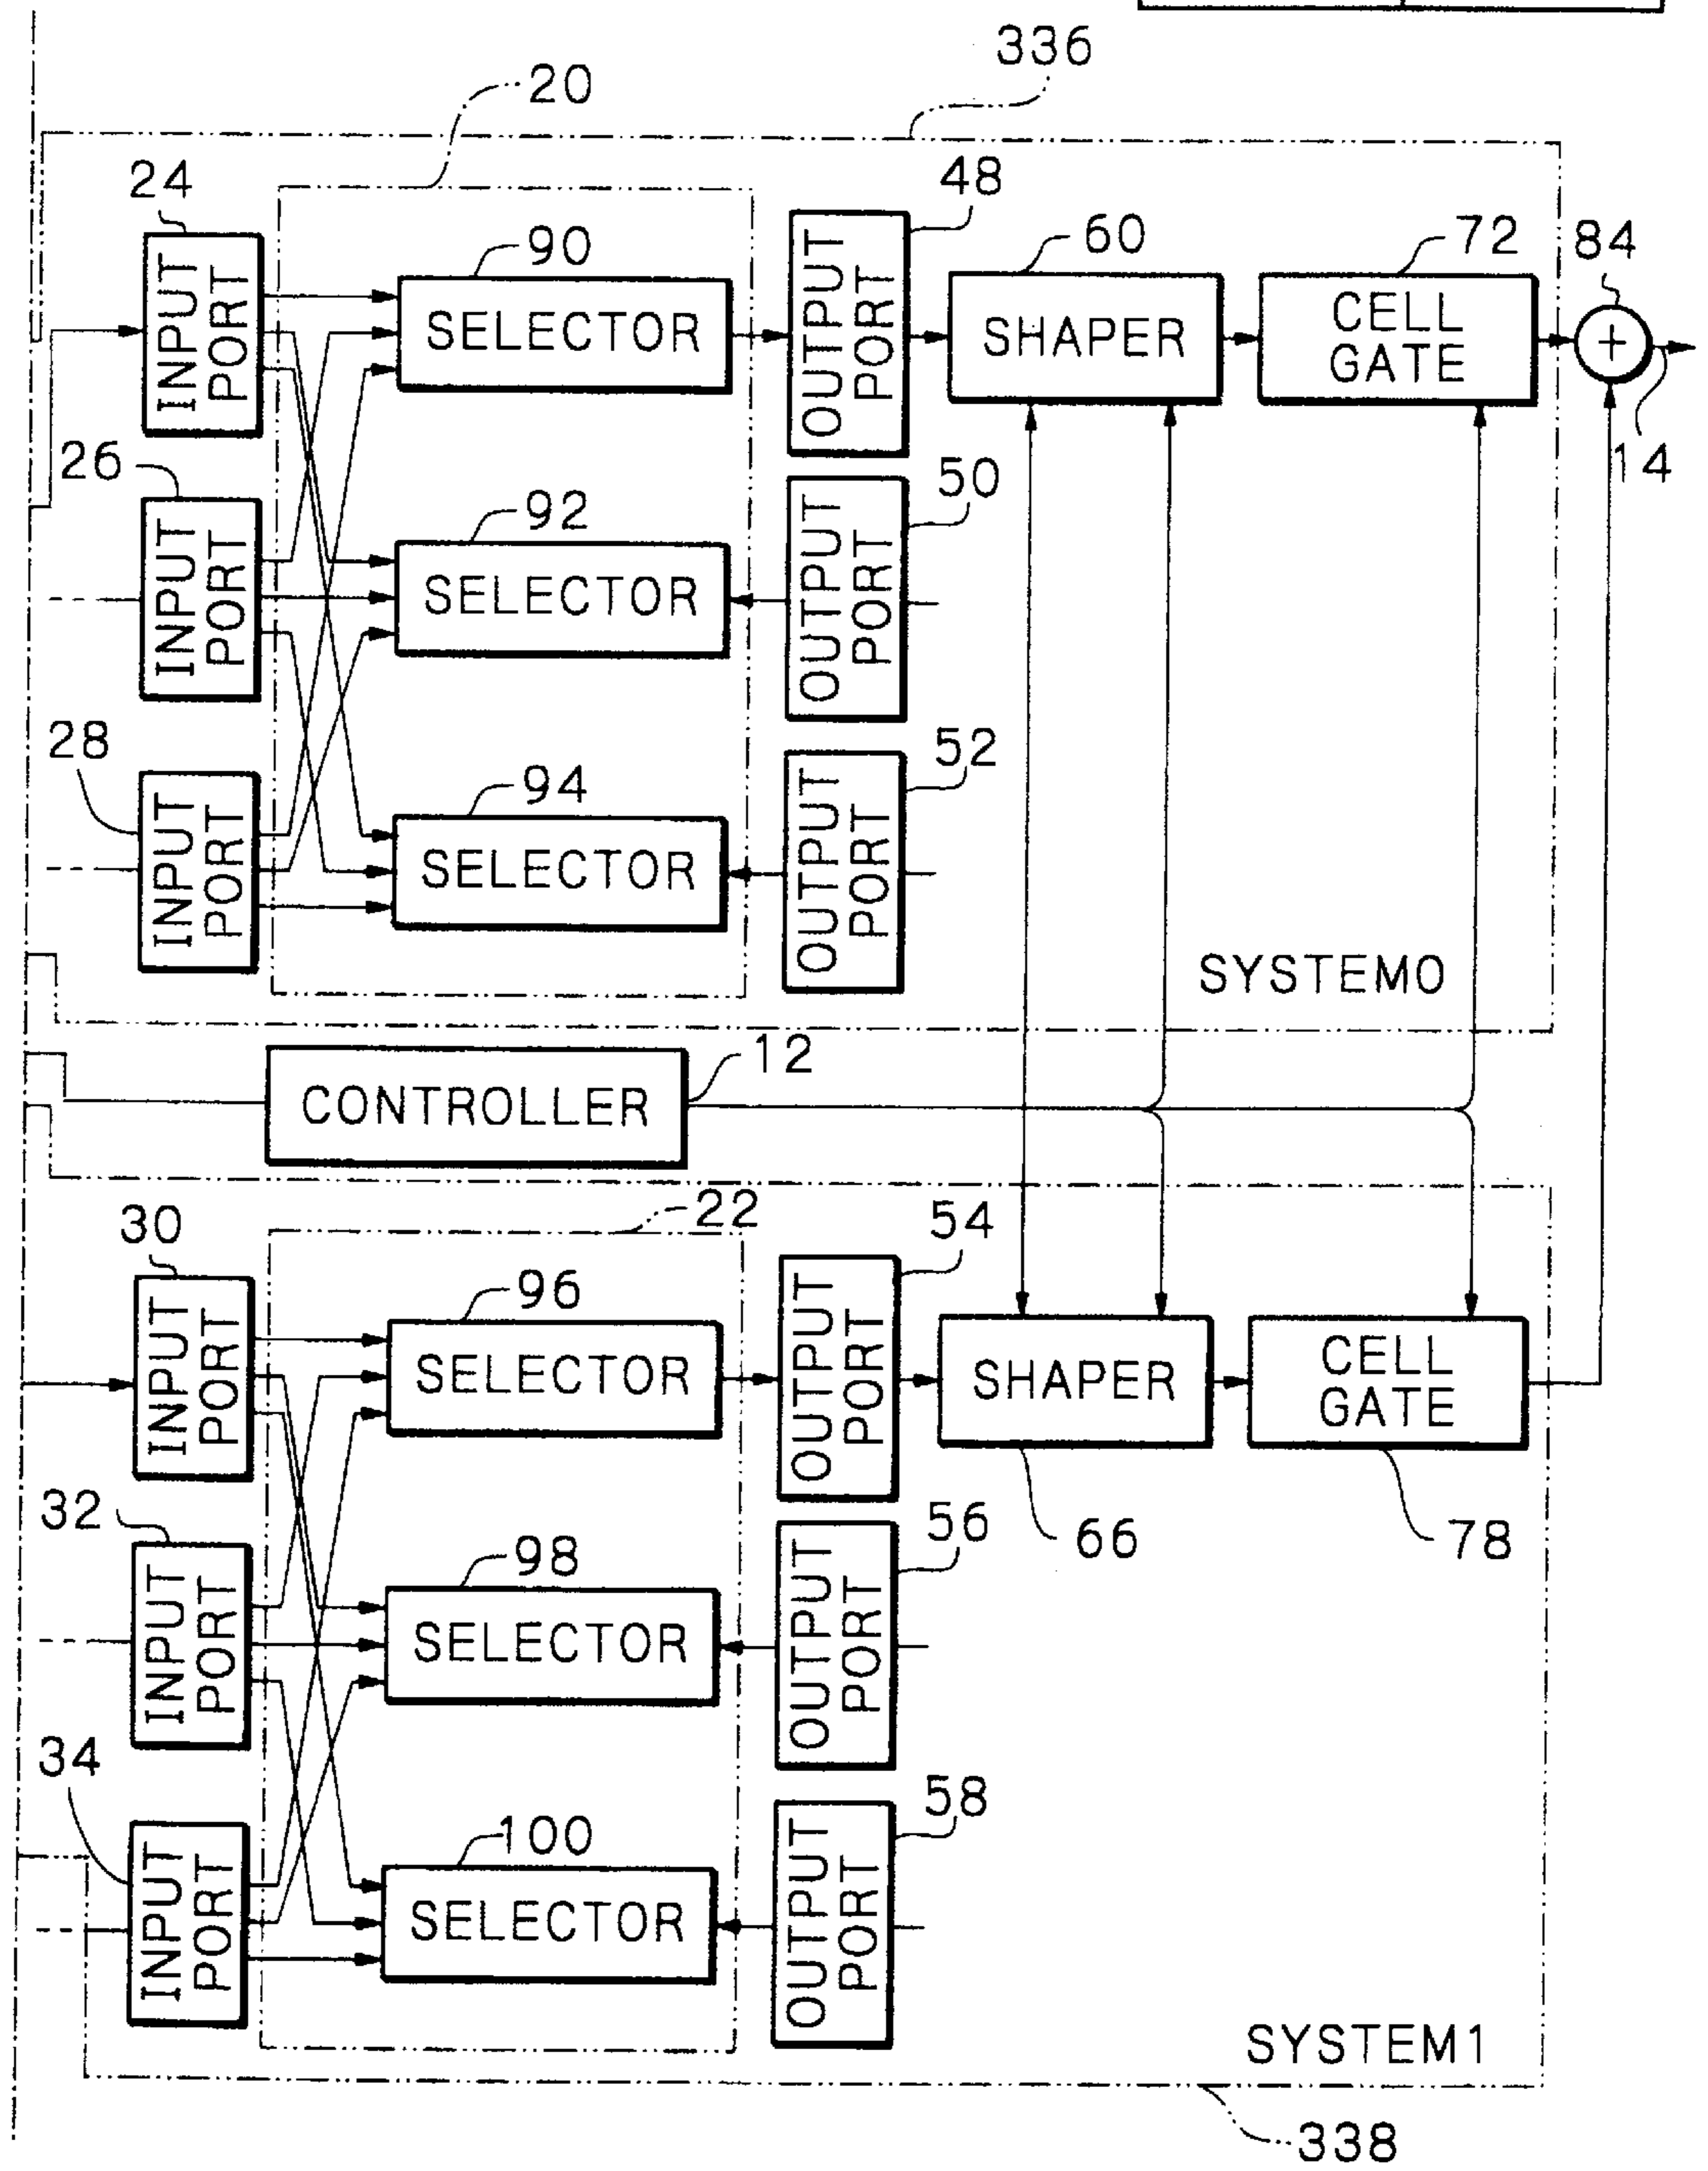 336
20
24
48
60
72
84
90
INPUT
PORT
SELECTOR
OUTPUT
PORT
SHAPER
CELL
GATE
+
14
26
50
92
INPUT
PORT
SELECTOR
OUTPUT
PORT
28
52
94
INPUT
PORT
SELECTOR
OUTPUT
PORT
SYSTEM0
12
CONTROLLER
22
30
54
96
INPUT
PORT
SELECTOR
OUTPUT
PORT
SHAPER
CELL
GATE
32
56
66
78
98
INPUT
PORT
SELECTOR
OUTPUT
PORT
34
58
100
INPUT
PORT
SELECTOR
OUTPUT
PORT
SYSTEM1
338